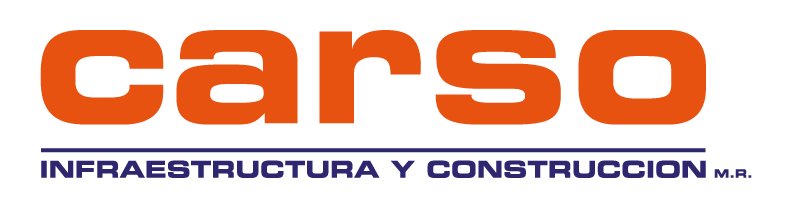 carso
INFRAESTRUCTURA Y CONSTRUCCION M.R.